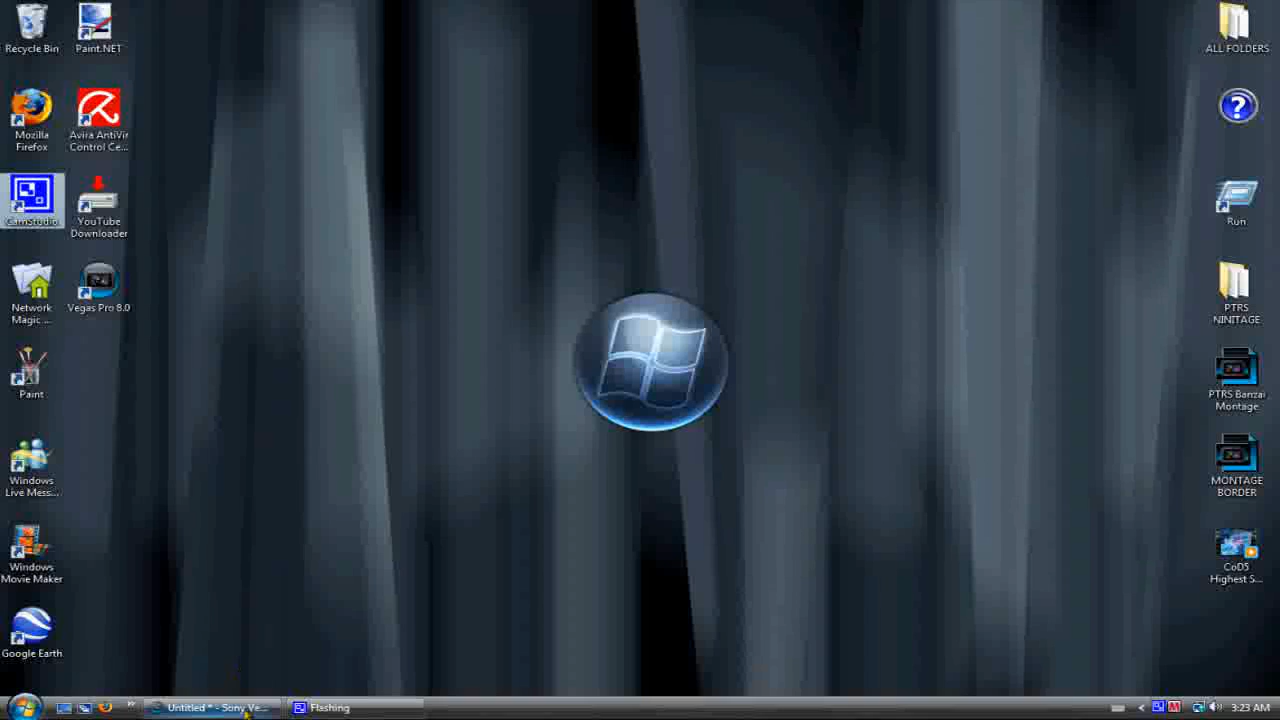 Recycle Bin
Paint.NET
Mozilla
Firefox
Avira AntiVir
Control Ce...
CamStudio
YouTube
Downloader
Network
Magic ...
Vegas Pro 8.0
Paint
Windows
Live Mess...
Windows
Movie Maker
Google Earth
ALL FOLDERS
Run
PTRS
NINITAGE
PTRS Banzai
Montage
MONTAGE
BORDER
CoD5
Highest S...
Untitled * - Sony Ve...
Flashing
3:23 AM